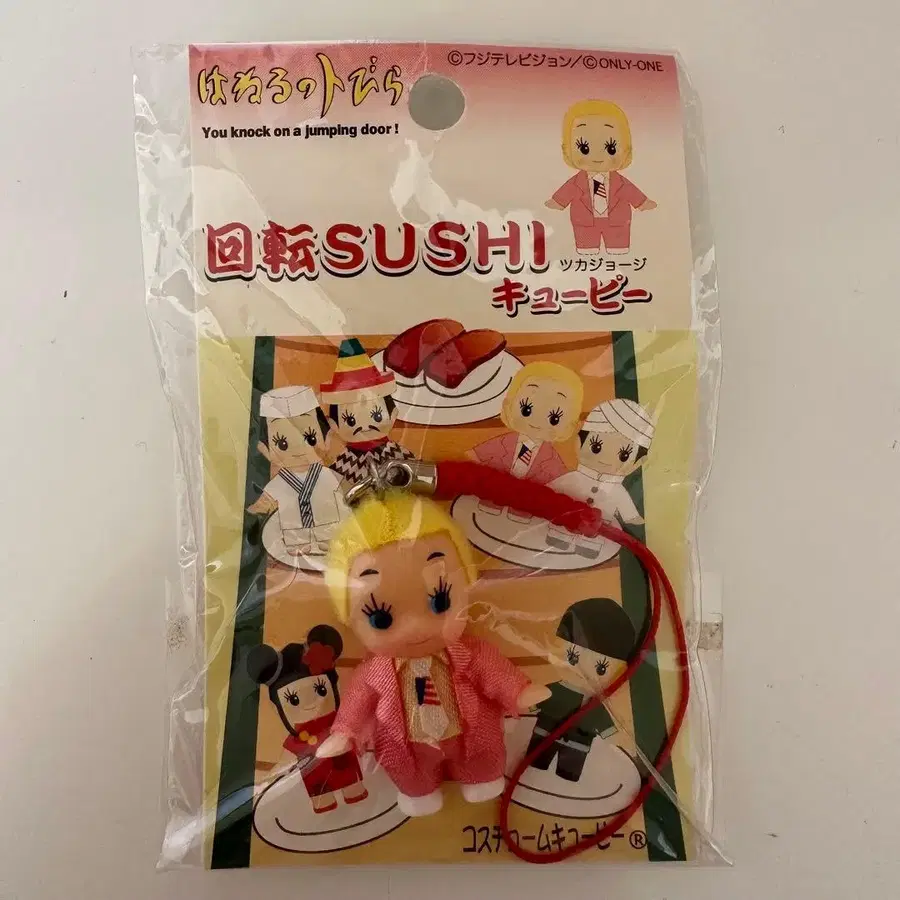 ©フジテレビジョン/©ONLY-ONE
はねるのトびら
You knock on a jumping door!
回転SUSHI
ツカジョージ
キューピー
コスチュームキューピー®